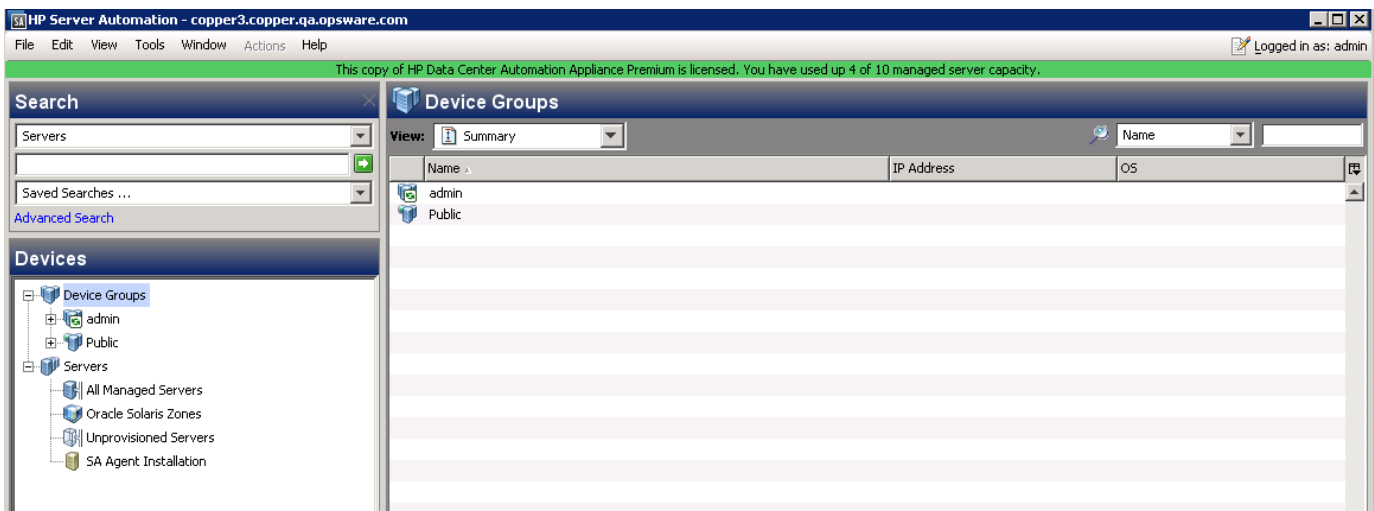 SA HP Server Automation - copper3.copper.qa.opsware.com
File Edit View Tools Window Actions Help Logged in as: admin
This copy of HP Data Center Automation Appliance Premium is licensed. You have used up 4 of 10 managed server capacity.
Search
Servers
Saved Searches ...
Advanced Search
Devices
Device Groups
admin
Public
Servers
All Managed Servers
Oracle Solaris Zones
Unprovisioned Servers
SA Agent Installation
Device Groups
View: Summary Name
Name IP Address OS
admin
Public